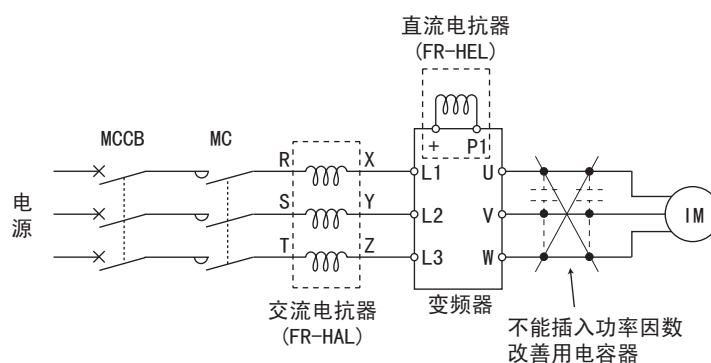 直流电抗器
(FR-HEL)
MCCB
MC
+
P1
R
X
L1
U
电源
S
Y
L2
V
IM
T
Z
L3
W
交流电抗器
(FR-HAL)
变频器
不能插入功率因数
改善用电容器